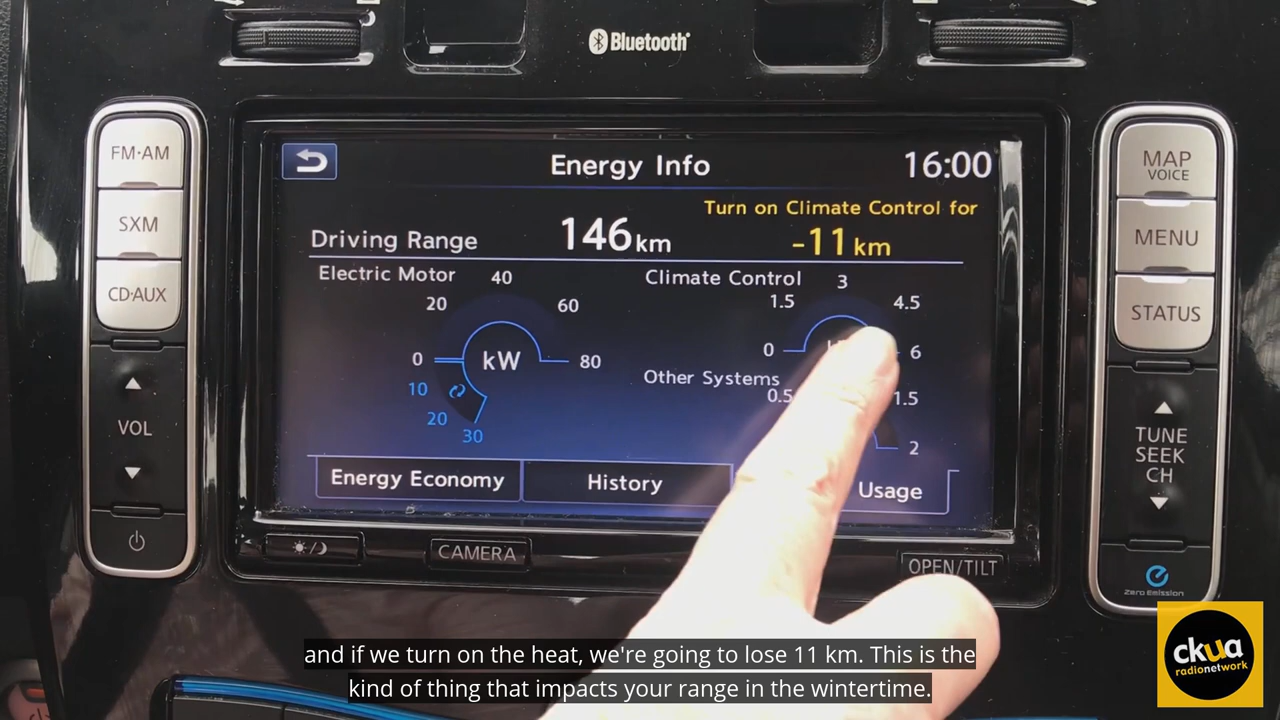 Bluetooth
FM·AM
SXM
CD·AUX
VOL
Energy Info
16:00
Turn on Climate Control for
Driving Range
146 km
-11 km
Electric Motor
0
20
40
60
80
kW
10
20
30
Climate Control
0
1.5
3
4.5
6
Other Systems
0.5
1.5
2
Energy Economy
History
Usage
CAMERA
OPEN/TILT
MAP
VOICE
MENU
STATUS
TUNE
SEEK
CH
Zero Emission
and if we turn on the heat, we're going to lose 11 km. This is the
kind of thing that impacts your range in the wintertime.
ckua
radionetwork